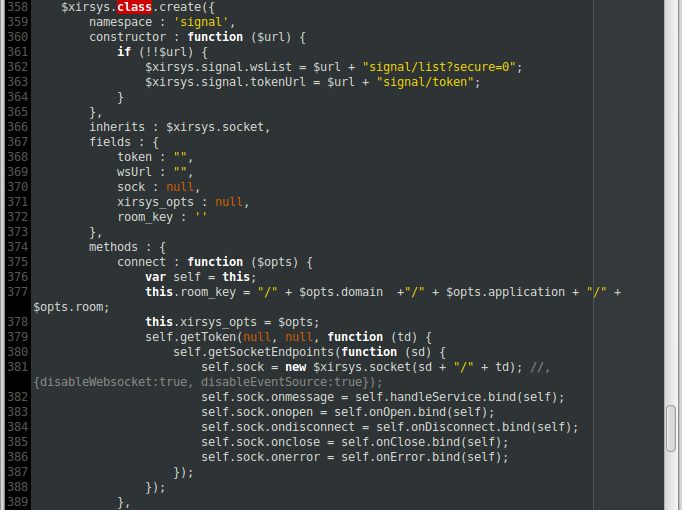 358 $xirsys.class.create({
359 namespace : 'signal',
360 constructor : function ($url) {
361 if (!!$url) {
362 $xirsys.signal.wsList = $url + "signal/list?secure=0";
363 $xirsys.signal.tokenUrl = $url + "signal/token";
364 }
365 },
366 inherits : $xirsys.socket,
367 fields : {
368 token : "",
369 wsUrl : "",
370 sock : null,
371 xirsys_opts : null,
372 room_key : ''
373 },
374 methods : {
375 connect : function ($opts) {
376 var self = this;
377 this.room_key = "/" + $opts.domain  +"/" + $opts.application + "/" +
$opts.room;
378 this.xirsys_opts = $opts;
379 self.getToken(null, null, function (td) {
380 self.getSocketEndpoints(function (sd) {
381 self.sock = new $xirsys.socket(sd + "/" + td); //,
{disableWebsocket:true, disableEventSource:true});
382 self.sock.onmessage = self.handleService.bind(self);
383 self.sock.onopen = self.onOpen.bind(self);
384 self.sock.ondisconnect = self.onDisconnect.bind(self);
385 self.sock.onclose = self.onClose.bind(self);
386 self.sock.onerror = self.onError.bind(self);
387 });
388 });
389 },